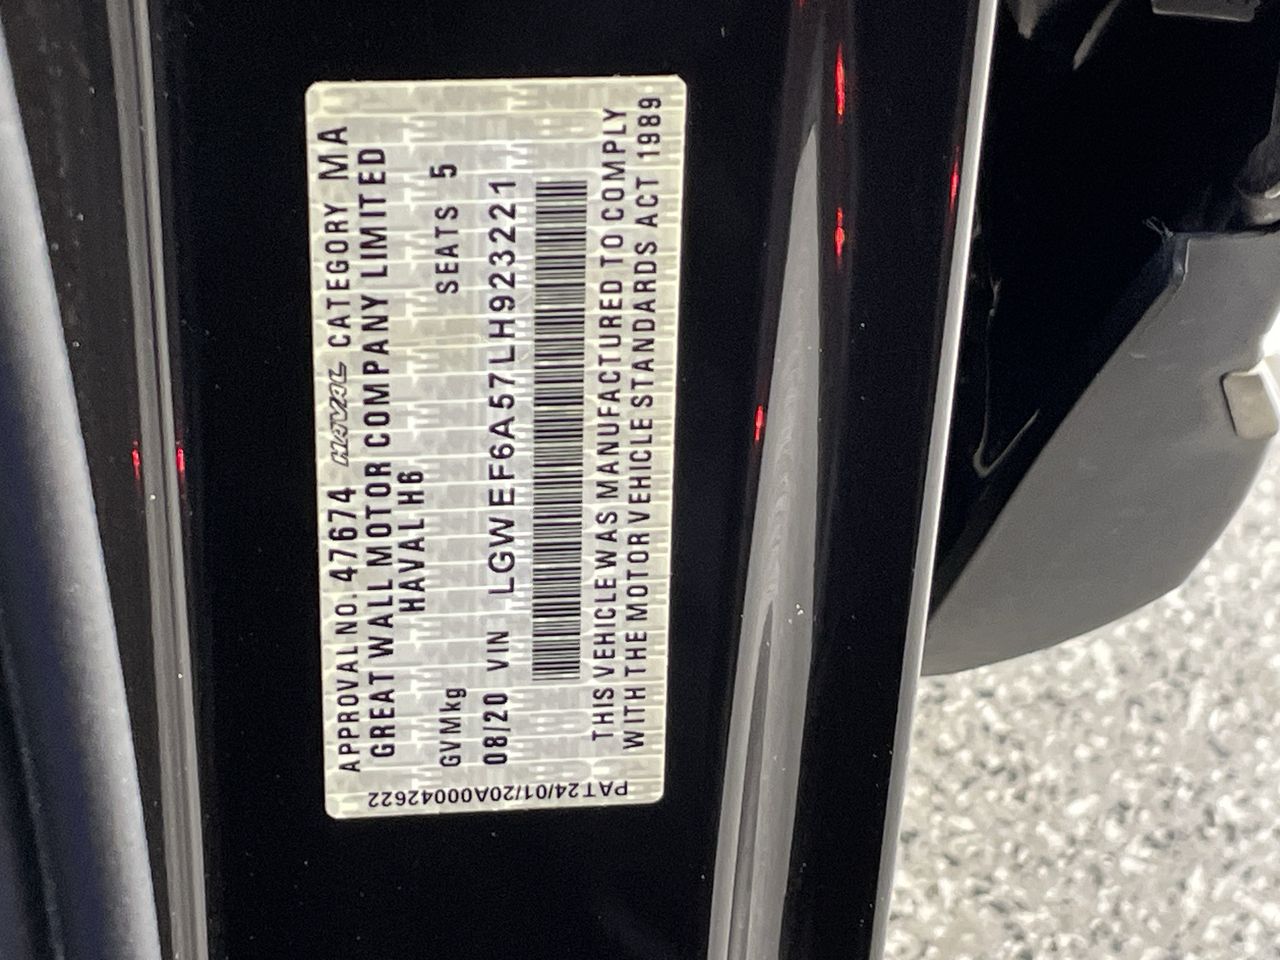 APPROVAL NO. 47674 HAVAL CATEGORY MA
GREAT WALL MOTOR COMPANY LIMITED
HAVAL H6
GVMkg SEATS 5
08/20 VIN LGWEF6A57LH923221
THIS VEHICLE WAS MANUFACTURED TO COMPLY
WITH THE MOTOR VEHICLE STANDARDS ACT 1989
PAT24/01/20A00042622